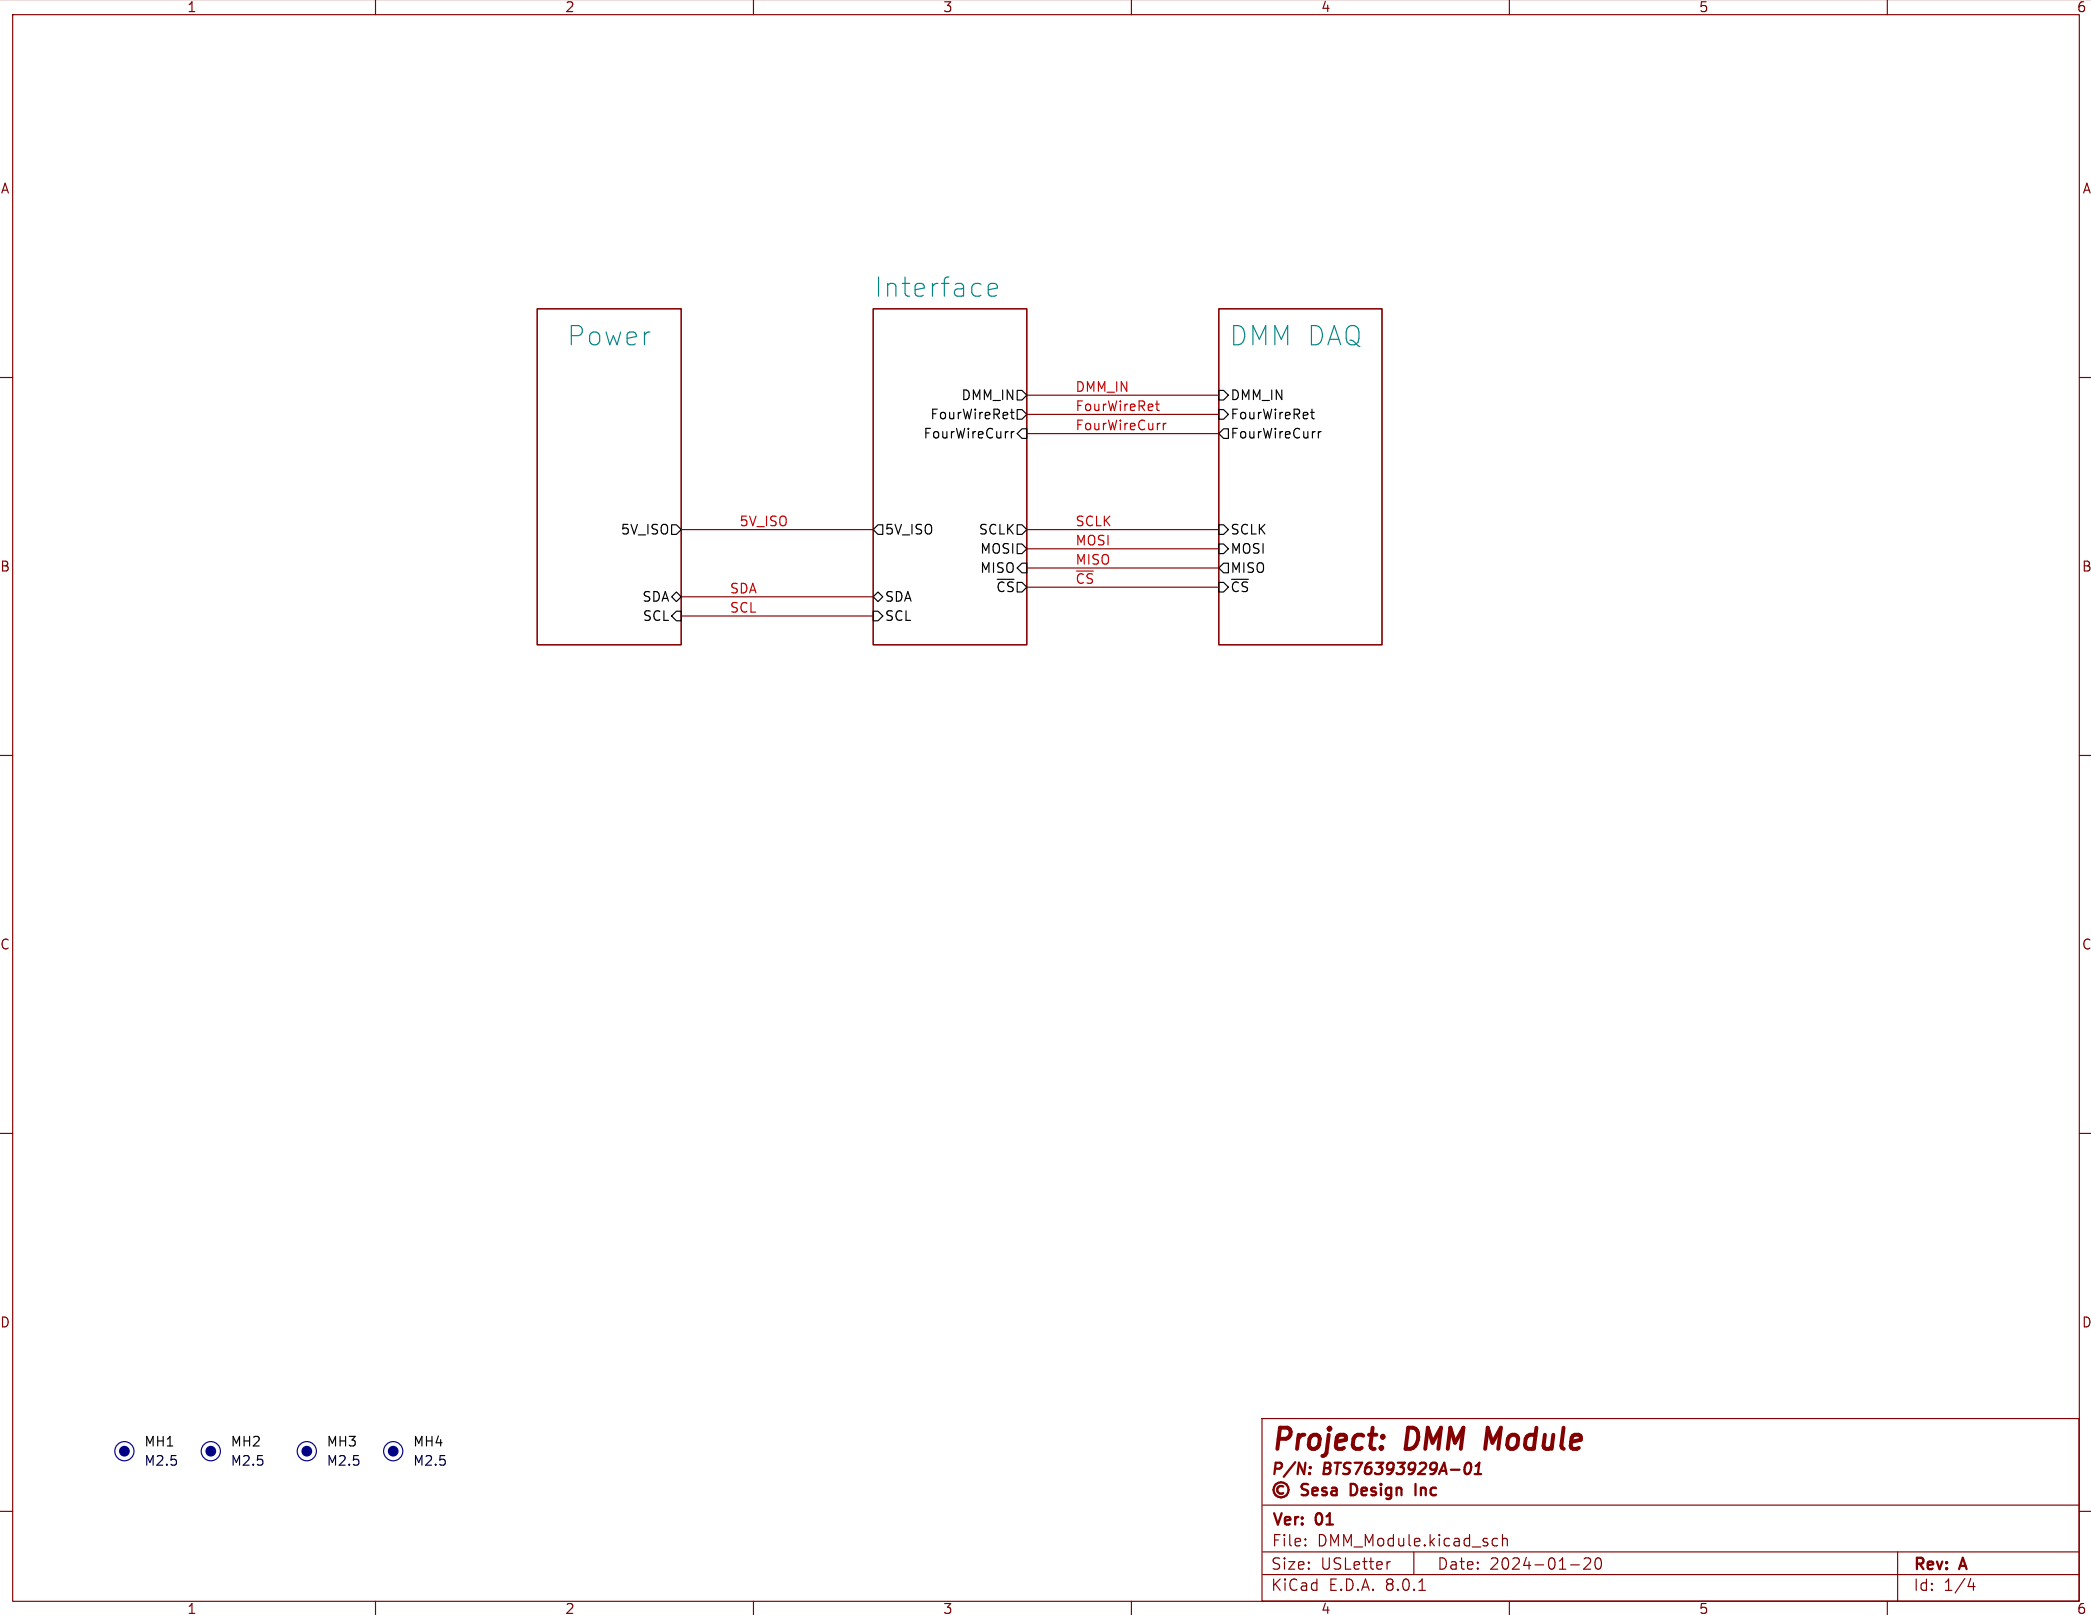 1 2 3 4 5 6
A A
Interface
Power
DMM DAQ
DMM_IN DMM_IN DMM_IN
FourWireRet FourWireRet FourWireRet
FourWireCurr FourWireCurr FourWireCurr
5V_ISO 5V_ISO 5V_ISO
SCLK SCLK SCLK
MOSI MOSI MOSI
B MISO MISO MISO B
C̅S̅ C̅S̅ C̅S̅
SDA SDA SDA
SCL SCL SCL
C C
D D
MH1 MH2 MH3 MH4
M2.5 M2.5 M2.5 M2.5
Project: DMM Module
P/N: BTS76393929A-01
© Sesa Design Inc
Ver: 01
File: DMM_Module.kicad_sch
Size: USLetter Date: 2024-01-20 Rev: A
KiCad E.D.A. 8.0.1 Id: 1/4
1 2 3 4 5 6